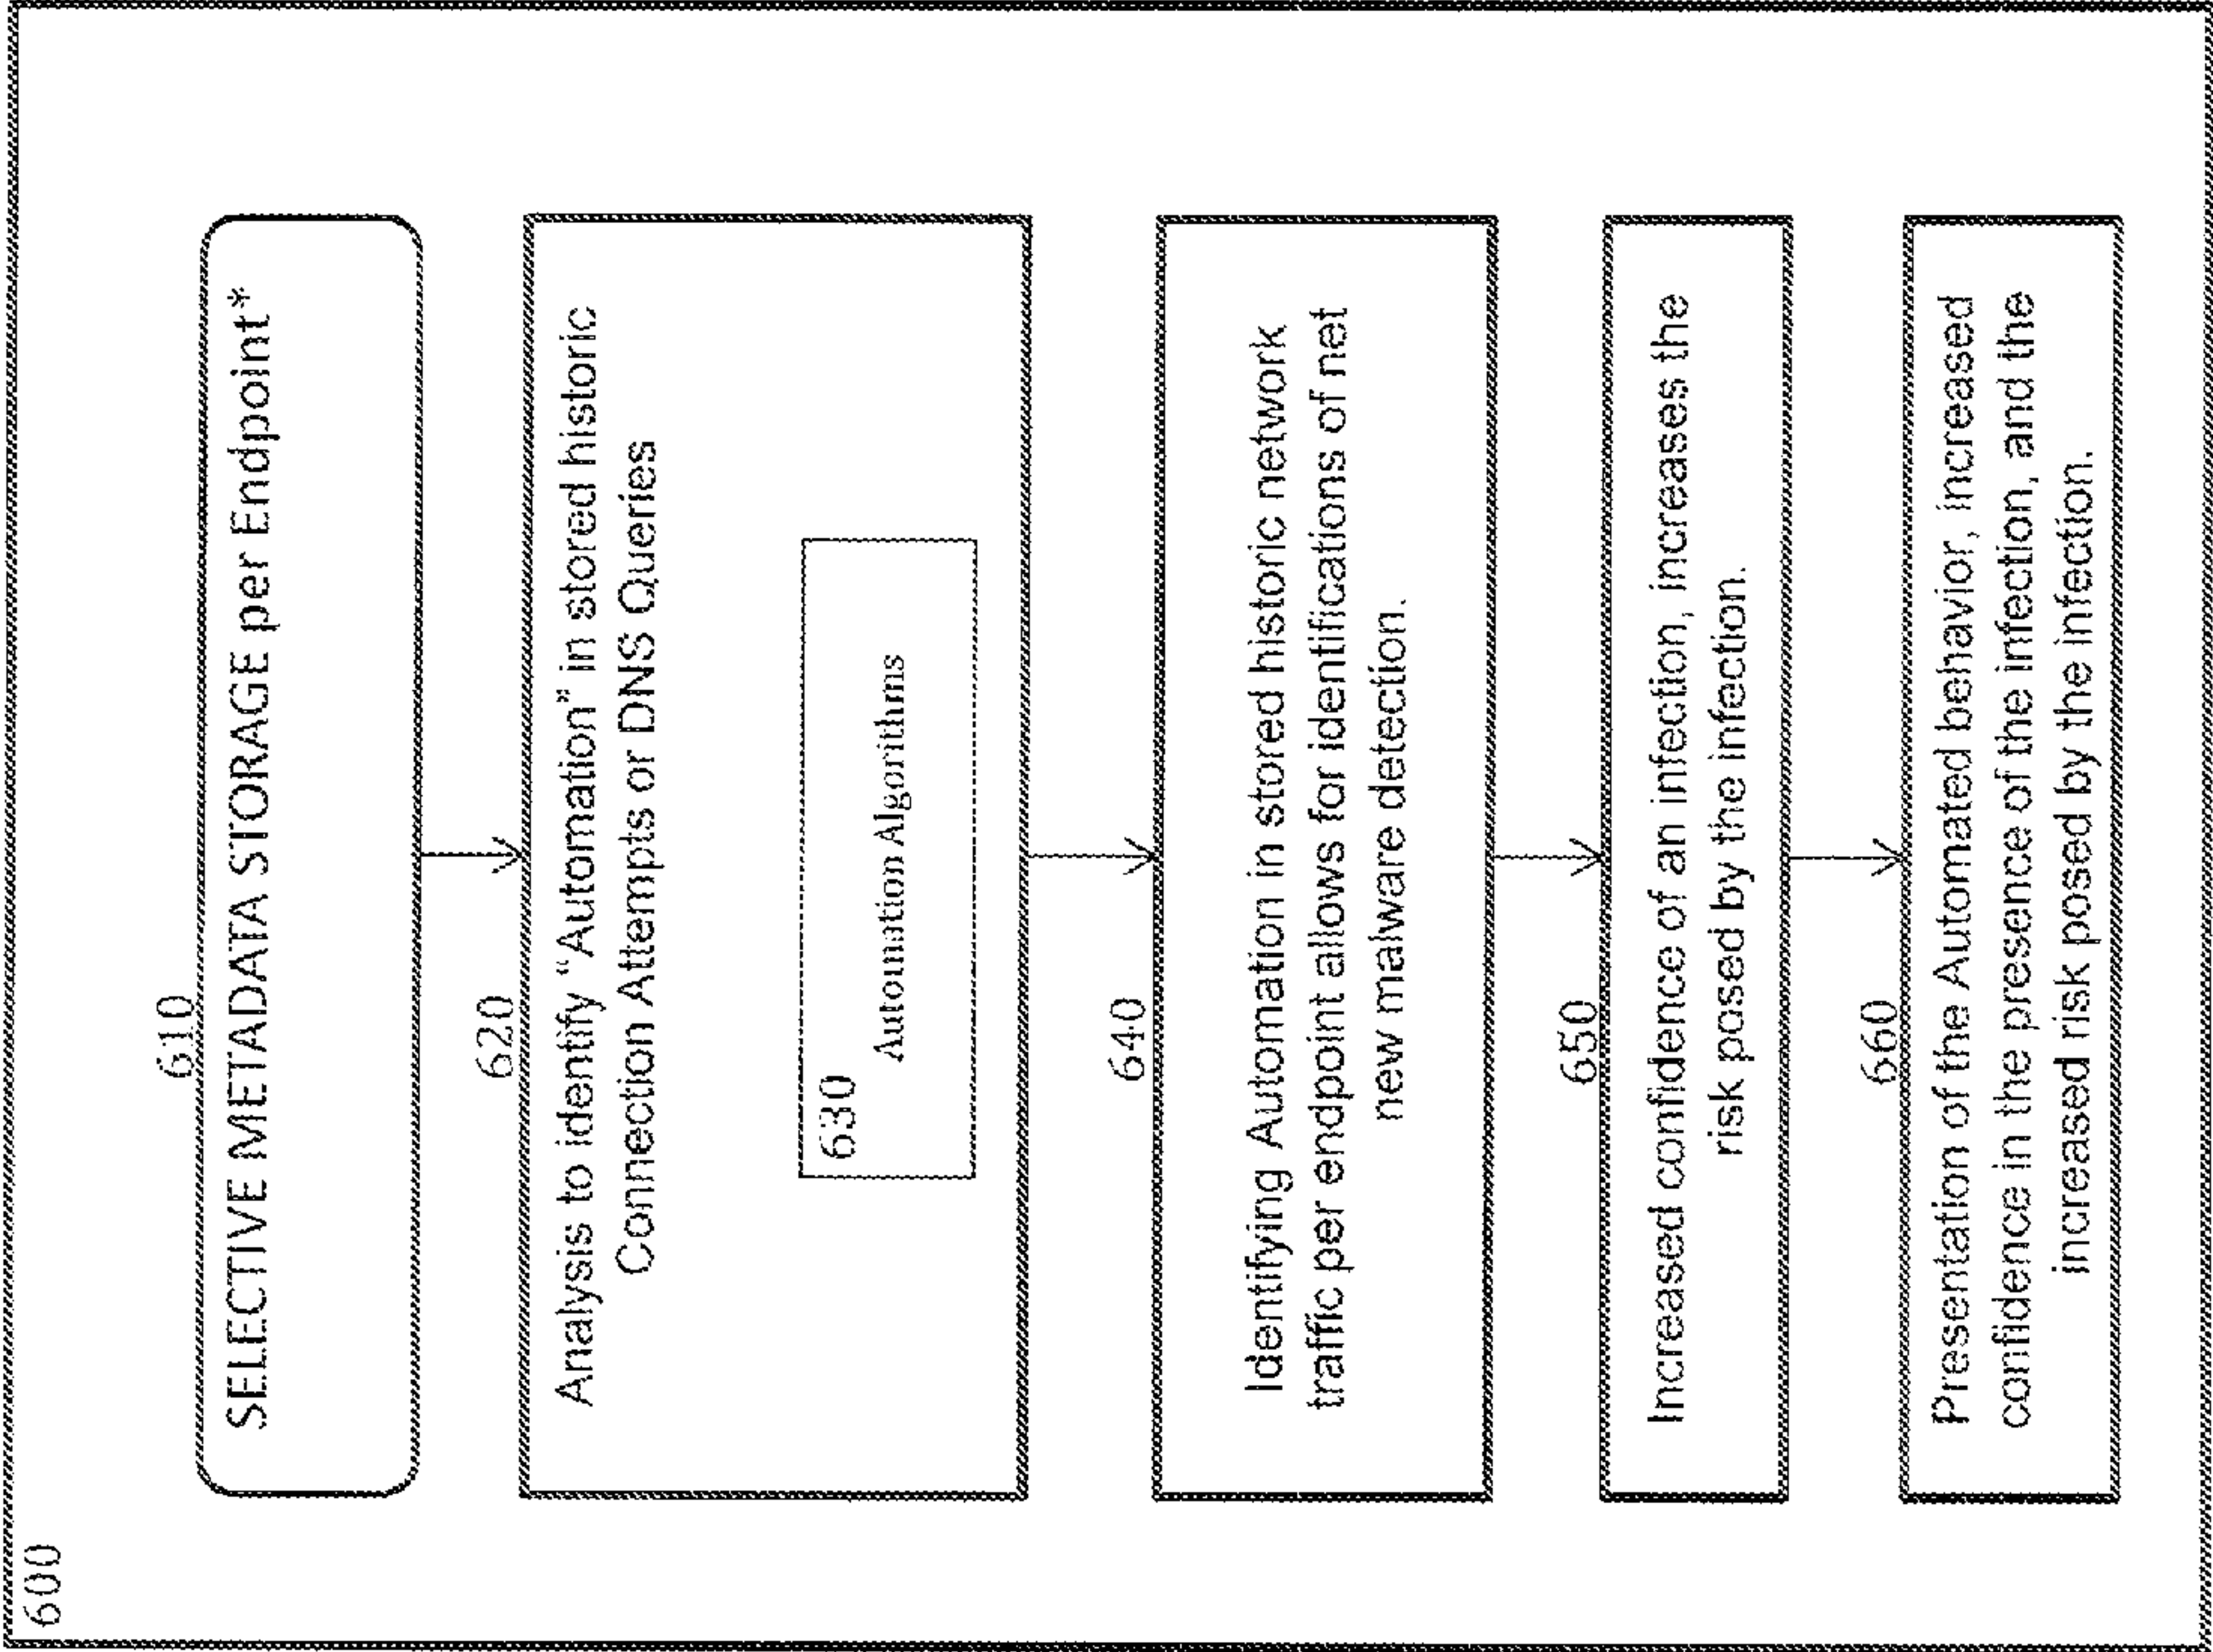 600
610
SELECTIVE METADATA STORAGE per Endpoint*
620
Analysis to identify "Automation" in stored historic
Connection Attempts or DNS Queries
630
Automation Algorithms
640
Identifying Automation in stored historic network
traffic per endpoint allows for identifications of net
new malware detection.
650
Increased confidence of an infection, increases the
risk posed by the infection.
660
Presentation of the Automated behavior, increased
confidence in the presence of the infection, and the
increased risk posed by the infection.